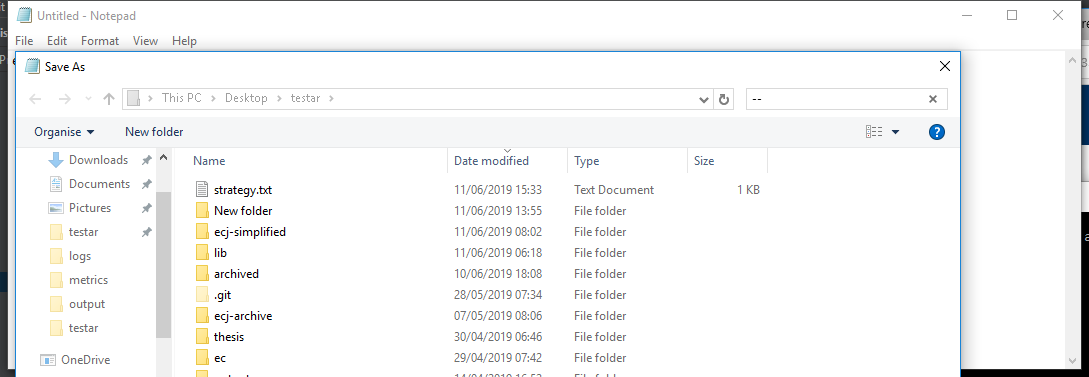 Untitled - Notepad
File Edit Format View Help
Save As
This PC > Desktop > testar >
--
Organise New folder
Downloads
Documents
Pictures
testar
logs
metrics
output
testar
OneDrive
Name Date modified Type Size
strategy.txt 11/06/2019 15:33 Text Document 1 KB
New folder 11/06/2019 13:55 File folder
ecj-simplified 11/06/2019 08:02 File folder
lib 11/06/2019 06:18 File folder
archived 10/06/2019 18:08 File folder
.git 28/05/2019 07:34 File folder
ecj-archive 07/05/2019 08:06 File folder
thesis 30/04/2019 06:46 File folder
ec 29/04/2019 07:42 File folder